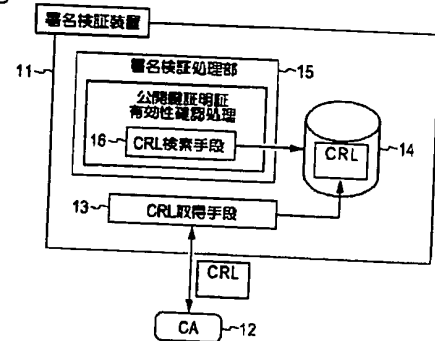 署名検証装置
11
署名検証処理部
15
公開鍵証明証
有効性確認処理
16
CRL検索手段
CRL
14
13
CRL取得手段
CRL
CA
12